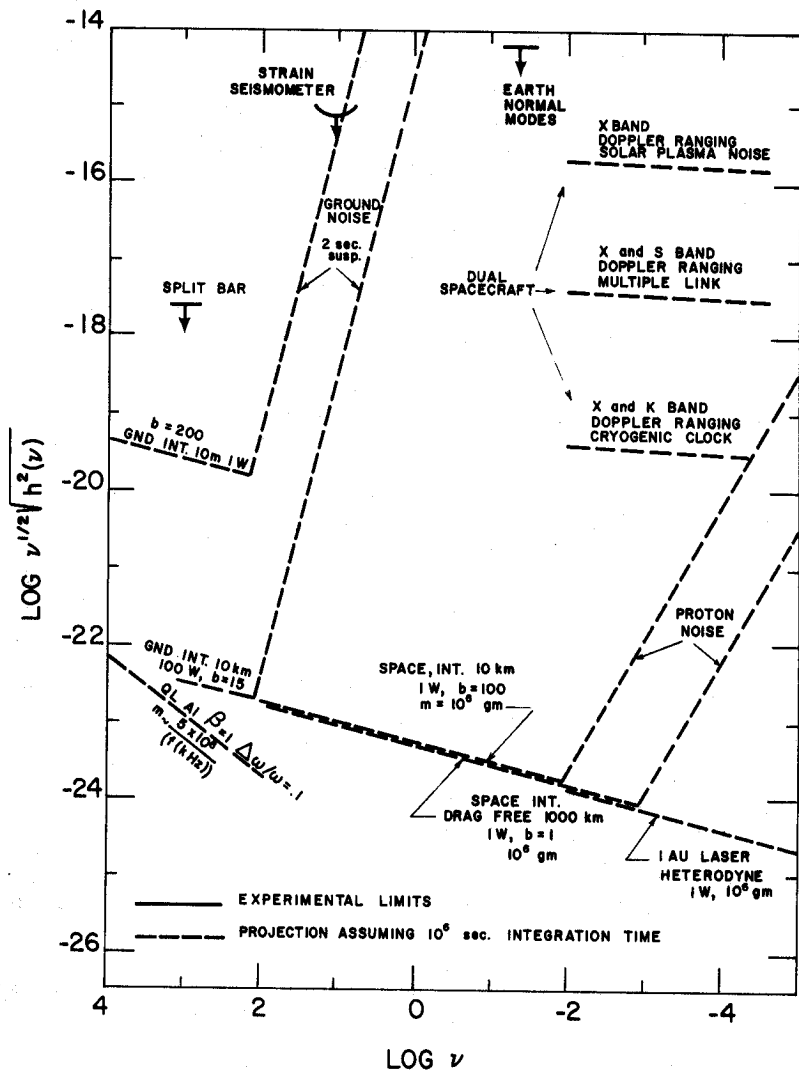 -14
-16
-18
-20
-22
-24
-26
LOG ν^1/2 √h²(ν)
STRAIN
SEISMOMETER
EARTH
NORMAL
MODES
X BAND
DOPPLER RANGING
SOLAR PLASMA NOISE
GROUND
NOISE
2 sec.
susp.
X and S BAND
DOPPLER RANGING
MULTIPLE LINK
DUAL
SPACECRAFT
SPLIT BAR
X and K BAND
DOPPLER RANGING
CRYOGENIC CLOCK
b = 200
GND INT. 10m 1W
PROTON
NOISE
GND INT. 10 km
100 W, b=15
QL Al β=1 Δω/ω=.1
m~ 5 x 10⁶
(f(kHz))
SPACE, INT. 10 km
1W, b=100
m = 10⁶ gm
SPACE INT.
DRAG FREE 1000 km
1W, b=1
10⁶ gm
1 AU LASER
HETERODYNE
1W, 10⁶ gm
EXPERIMENTAL LIMITS
PROJECTION ASSUMING 10⁶ sec. INTEGRATION TIME
4 2 0 -2 -4
LOG ν